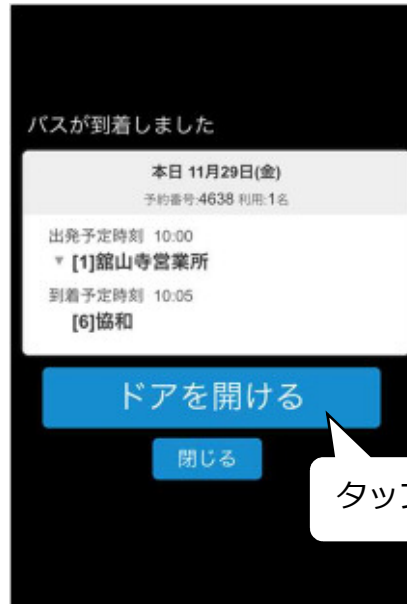 バスが到着しました
本日 11月29日(金)
予約番号:4638 利用:1名
出発予定時刻 10:00
▼ [1]舘山寺営業所
到着予定時刻 10:05
[6]協和
ドアを開ける
閉じる
タップ